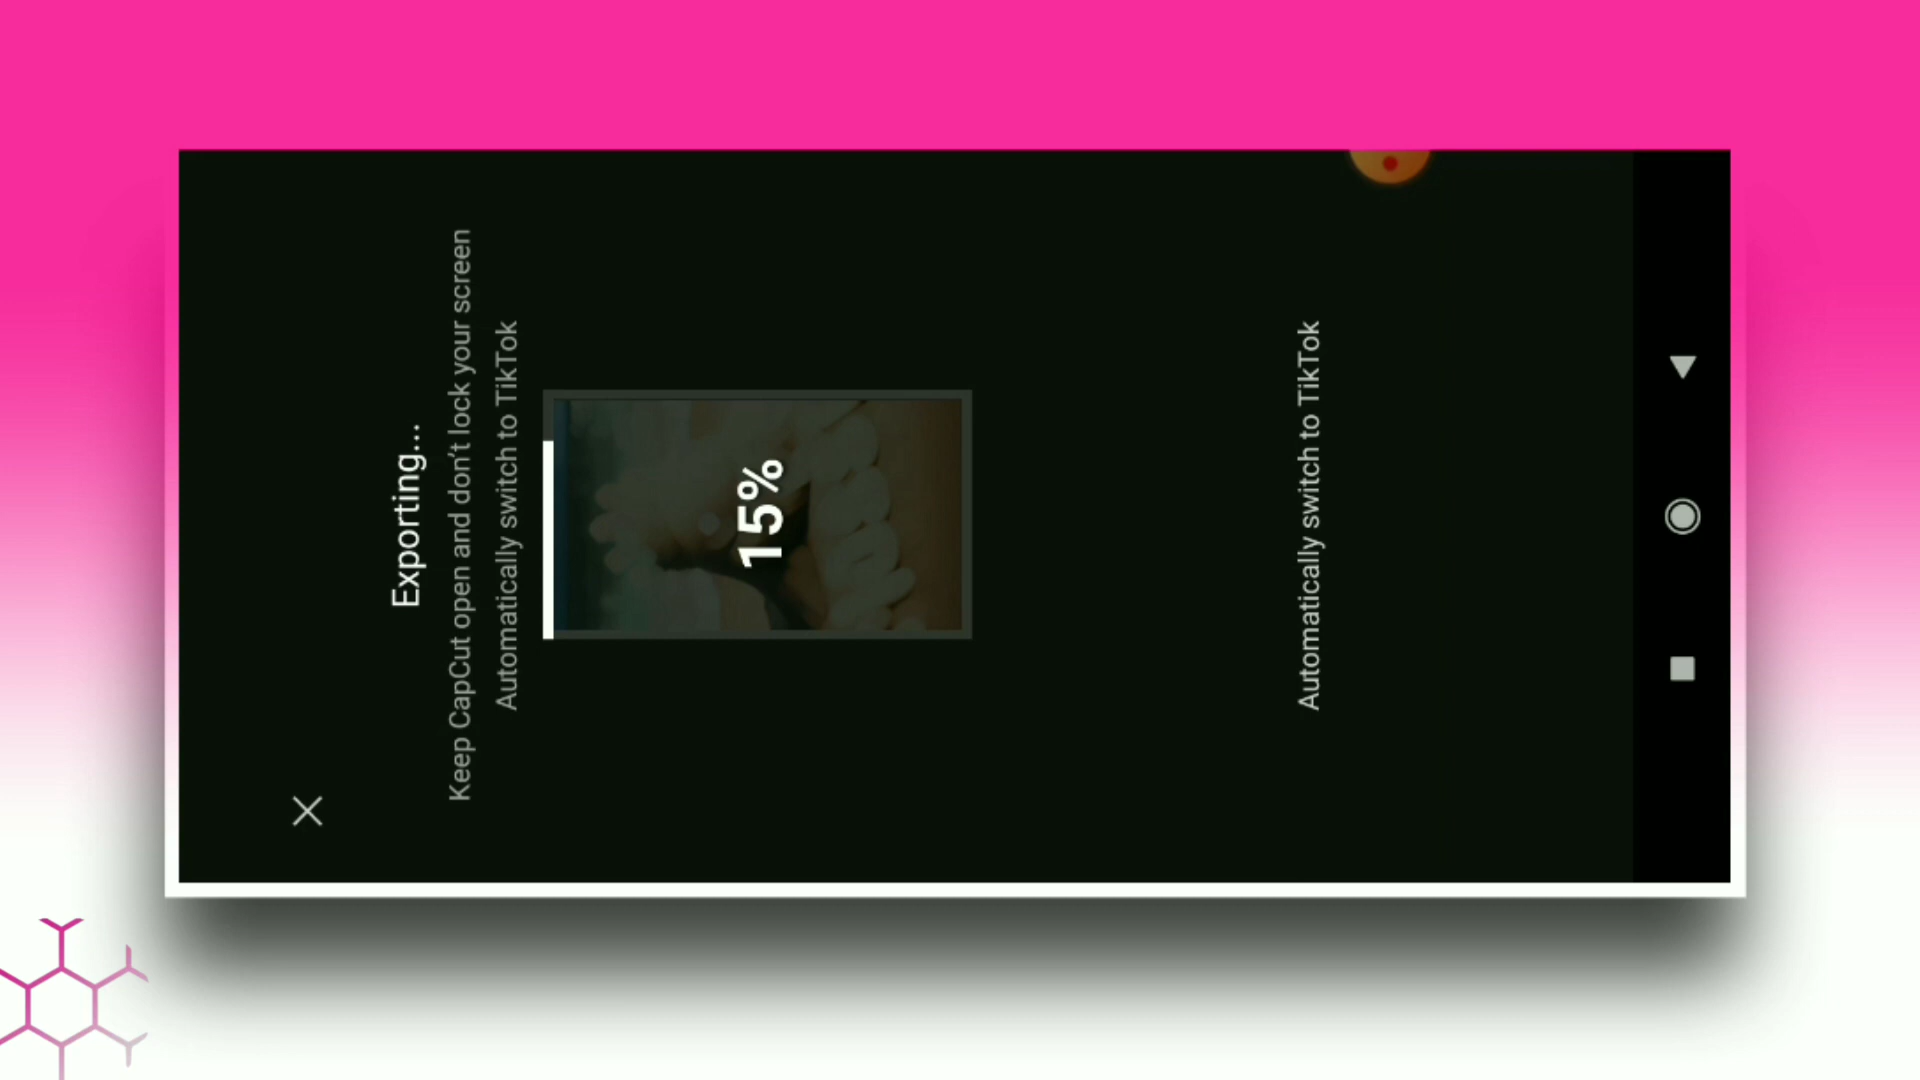 Exporting...
Keep CapCut open and don't lock your screen
Automatically switch to TikTok
15%
Automatically switch to TikTok